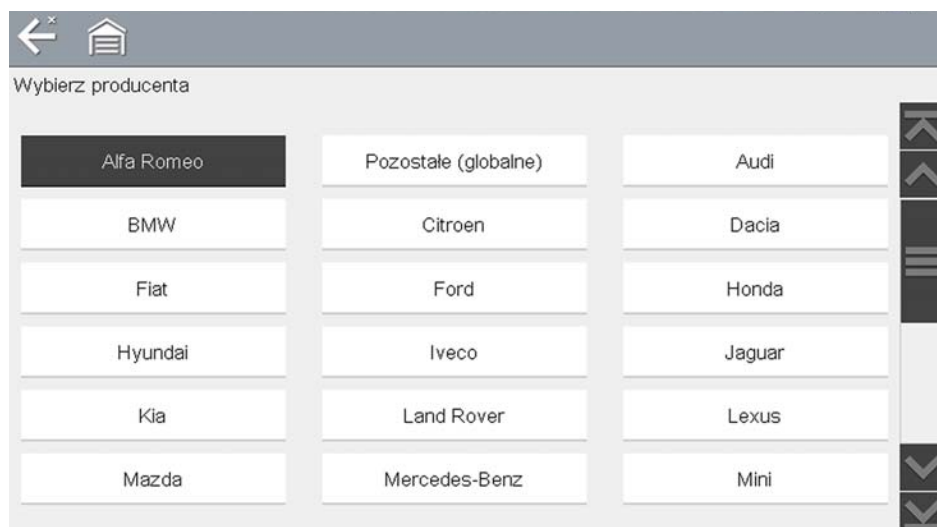 Wybierz producenta
Alfa Romeo Pozostałe (globalne) Audi
BMW Citroen Dacia
Fiat Ford Honda
Hyundai Iveco Jaguar
Kia Land Rover Lexus
Mazda Mercedes-Benz Mini